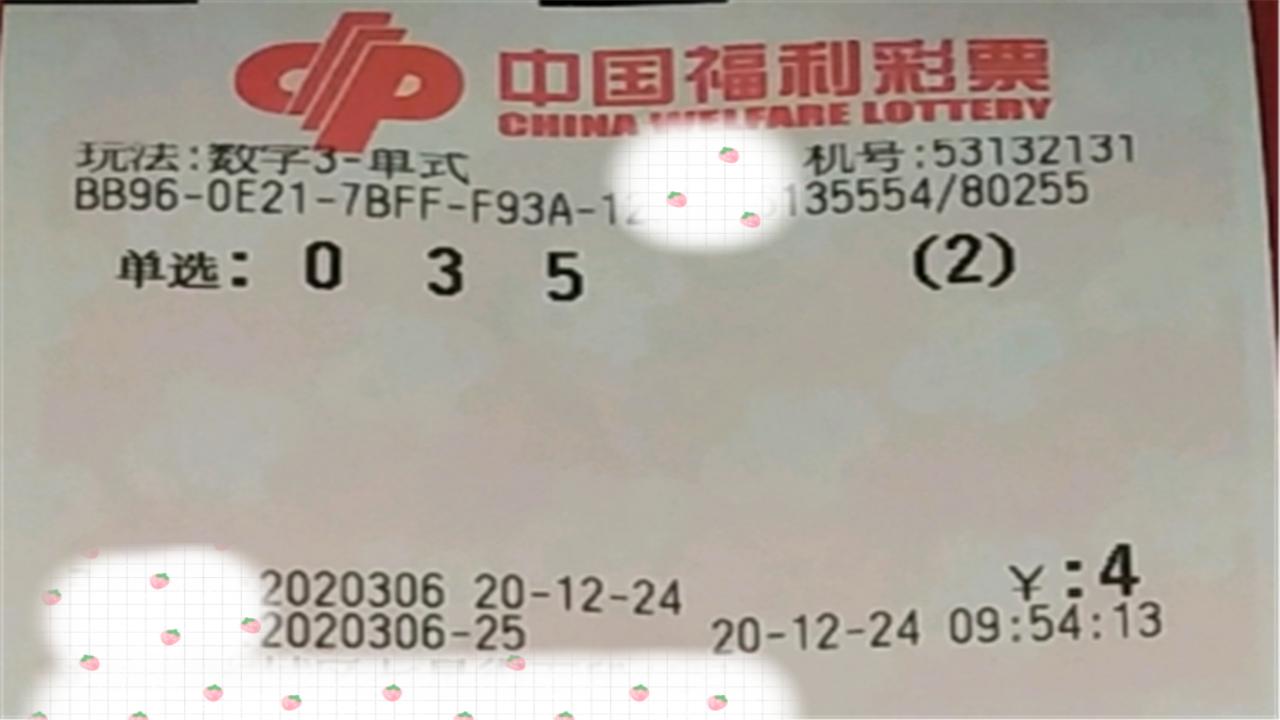 中国福利彩票
CHINA WELFARE LOTTERY
玩法:数字3-单式 机号:53132131
BB96-0E21-7BFF-F93A-12 135554/80255
单选: 0 3 5 (2)
¥:4
2020306 20-12-24
2020306-25 20-12-24 09:54:13